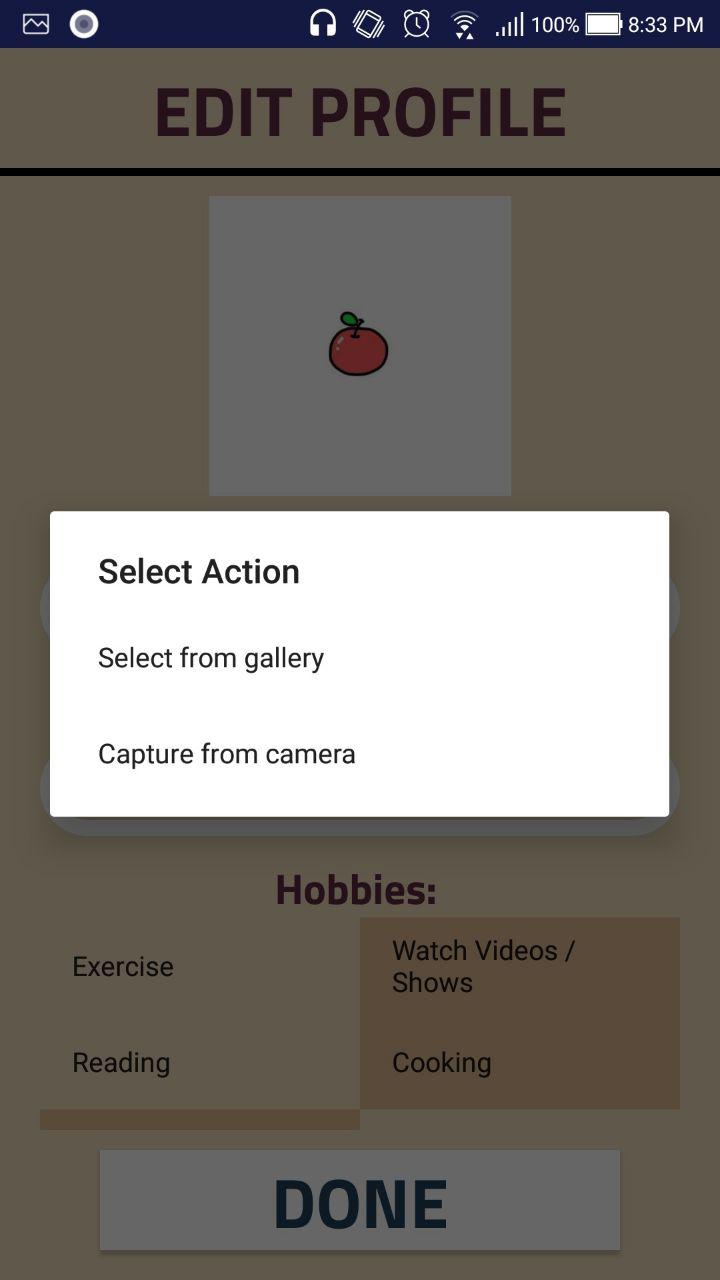 100% 8:33 PM
EDIT PROFILE
Select Action
Select from gallery
Capture from camera
Hobbies:
Exercise
Watch Videos /
Shows
Reading
Cooking
DONE